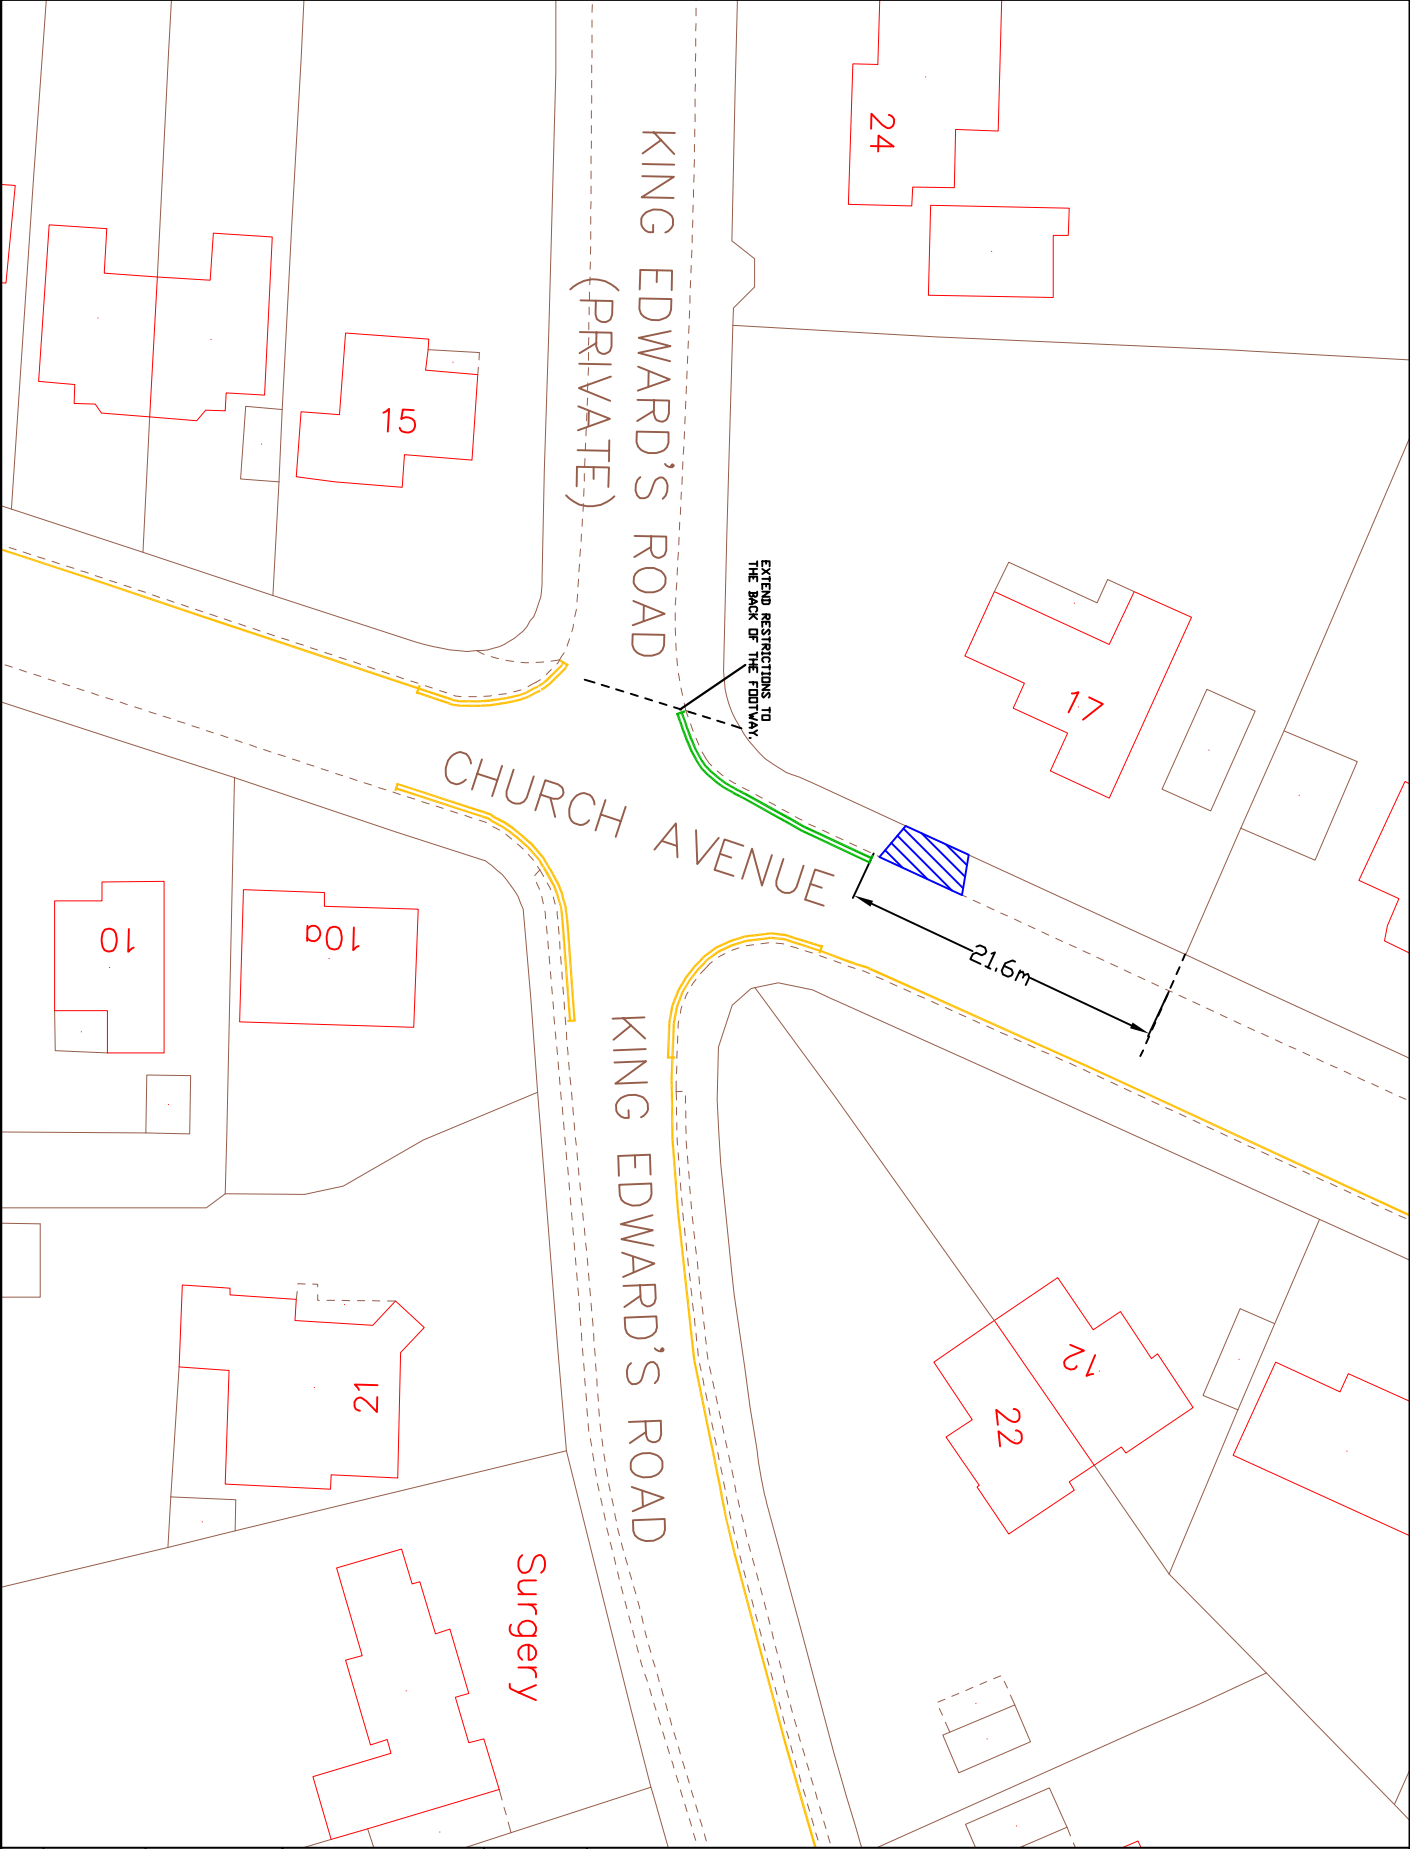 24
KING EDWARD'S ROAD
(PRIVATE)
15
EXTEND RESTRICTIONS TO
THE BACK OF THE FOOTWAY.
17
CHURCH AVENUE
21.6m
10
10a
KING EDWARD'S ROAD
12
22
21
Surgery